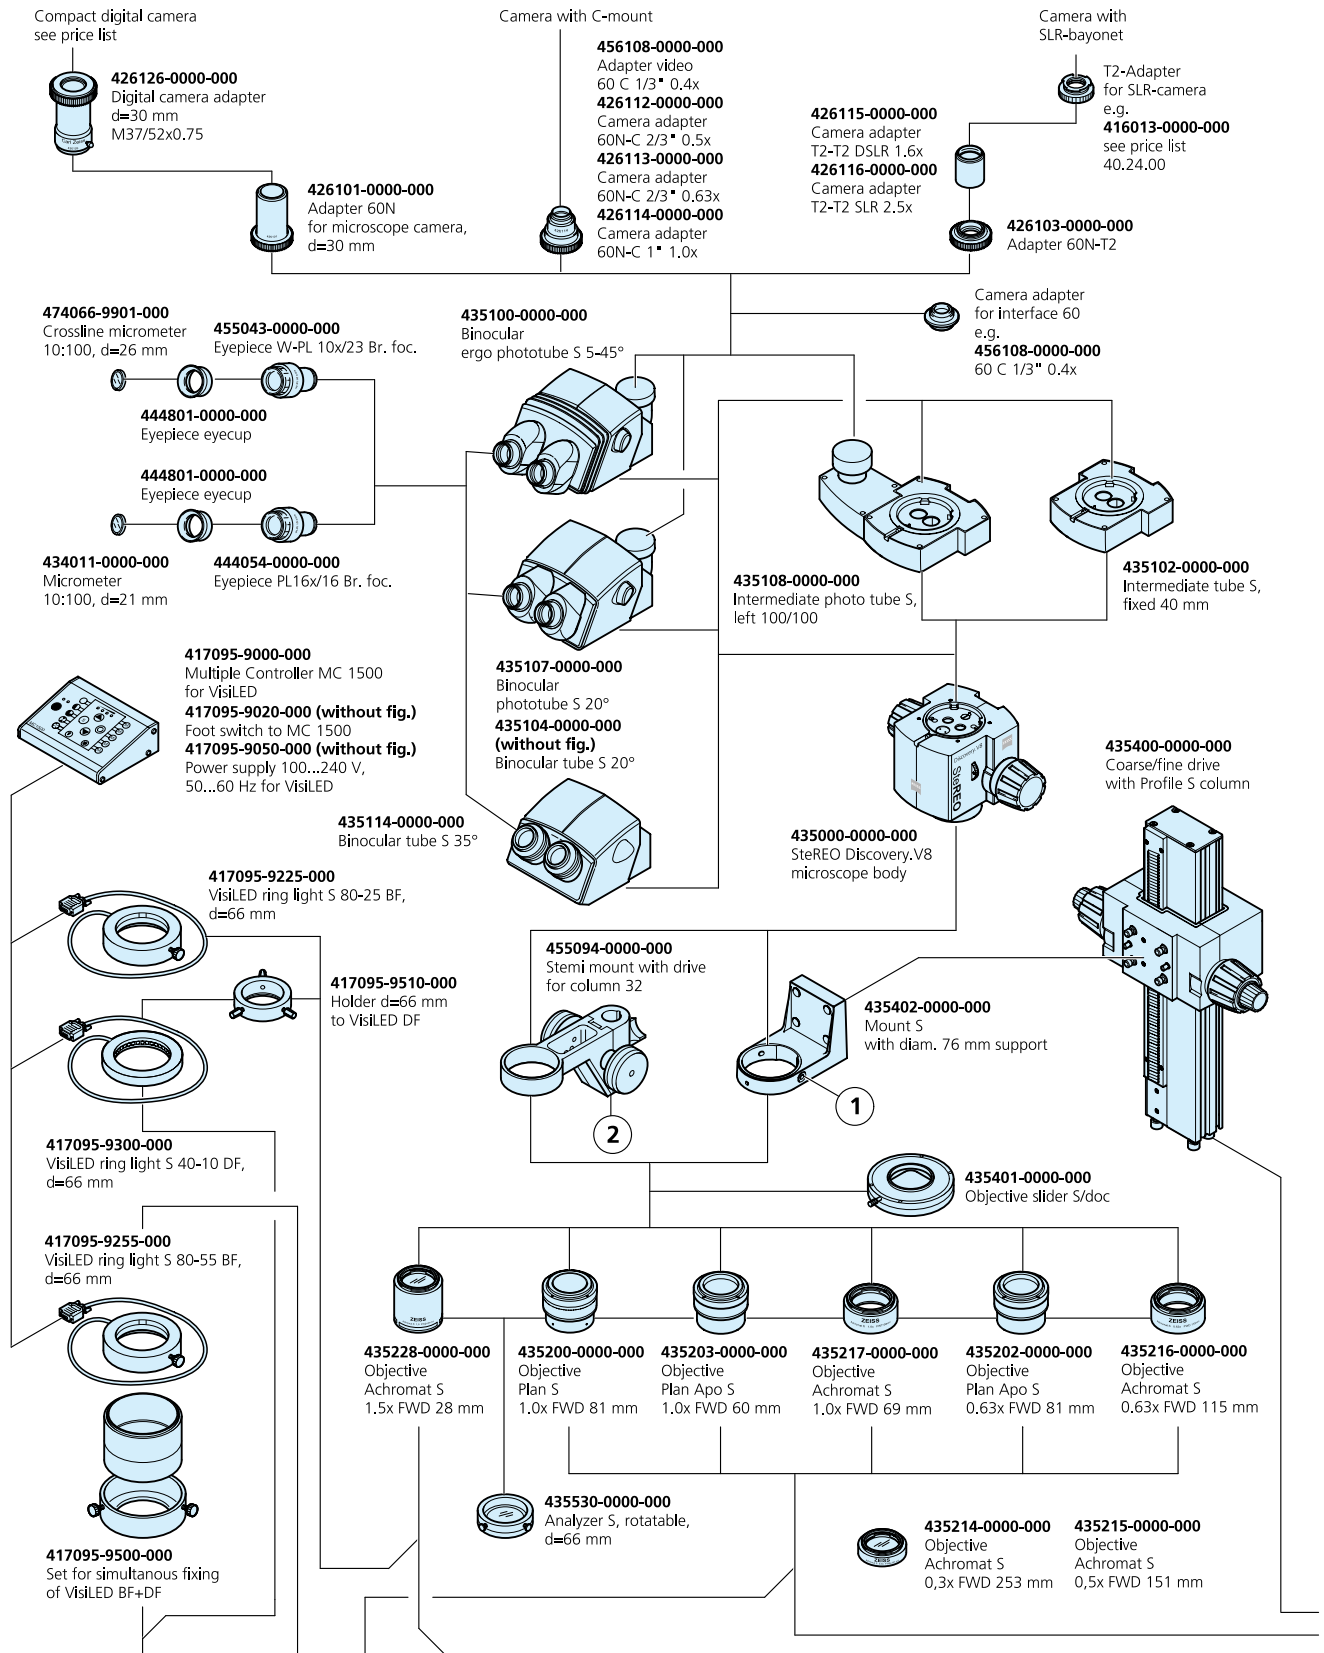 Compact digital camera
see price list
426126-0000-000
Digital camera adapter
d=30 mm
M37/52x0.75
426101-0000-000
Adapter 60N
for microscope camera,
d=30 mm
Camera with C-mount
456108-0000-000
Adapter video
60 C 1/3" 0.4x
426112-0000-000
Camera adapter
60N-C 2/3" 0.5x
426113-0000-000
Camera adapter
60N-C 2/3" 0.63x
426114-0000-000
Camera adapter
60N-C 1" 1.0x
Camera with
SLR-bayonet
T2-Adapter
for SLR-camera
e.g.
416013-0000-000
see price list
40.24.00
426115-0000-000
Camera adapter
T2-T2 DSLR 1.6x
426116-0000-000
Camera adapter
T2-T2 SLR 2.5x
426103-0000-000
Adapter 60N-T2
Camera adapter
for interface 60
e.g.
456108-0000-000
60 C 1/3" 0.4x
474066-9901-000
Crossline micrometer
10:100, d=26 mm
455043-0000-000
Eyepiece W-PL 10x/23 Br. foc.
444801-0000-000
Eyepiece eyecup
444801-0000-000
Eyepiece eyecup
434011-0000-000
Micrometer
10:100, d=21 mm
444054-0000-000
Eyepiece PL16x/16 Br. foc.
435100-0000-000
Binocular
ergo phototube S 5-45°
435108-0000-000
Intermediate photo tube S,
left 100/100
435102-0000-000
Intermediate tube S,
fixed 40 mm
435107-0000-000
Binocular
phototube S 20°
435104-0000-000
(without fig.)
Binocular tube S 20°
417095-9000-000
Multiple Controller MC 1500
for VisiLED
417095-9020-000 (without fig.)
Foot switch to MC 1500
417095-9050-000 (without fig.)
Power supply 100...240 V,
50...60 Hz for VisiLED
435114-0000-000
Binocular tube S 35°
Discovery.V8
SteREO
435000-0000-000
SteREO Discovery.V8
microscope body
435400-0000-000
Coarse/fine drive
with Profile S column
417095-9225-000
VisiLED ring light S 80-25 BF,
d=66 mm
417095-9510-000
Holder d=66 mm
to VisiLED DF
455094-0000-000
Stemi mount with drive
for column 32
435402-0000-000
Mount S
with diam. 76 mm support
1
2
417095-9300-000
VisiLED ring light S 40-10 DF,
d=66 mm
435401-0000-000
Objective slider S/doc
417095-9255-000
VisiLED ring light S 80-55 BF,
d=66 mm
ZEISS
ZEISS
ZEISS
435228-0000-000
Objective
Achromat S
1.5x FWD 28 mm
435200-0000-000
Objective
Plan S
1.0x FWD 81 mm
435203-0000-000
Objective
Plan Apo S
1.0x FWD 60 mm
435217-0000-000
Objective
Achromat S
1.0x FWD 69 mm
435202-0000-000
Objective
Plan Apo S
0.63x FWD 81 mm
435216-0000-000
Objective
Achromat S
0.63x FWD 115 mm
417095-9500-000
Set for simultanous fixing
of VisiLED BF+DF
435530-0000-000
Analyzer S, rotatable,
d=66 mm
ZEISS
435214-0000-000
Objective
Achromat S
0,3x FWD 253 mm
435215-0000-000
Objective
Achromat S
0,5x FWD 151 mm